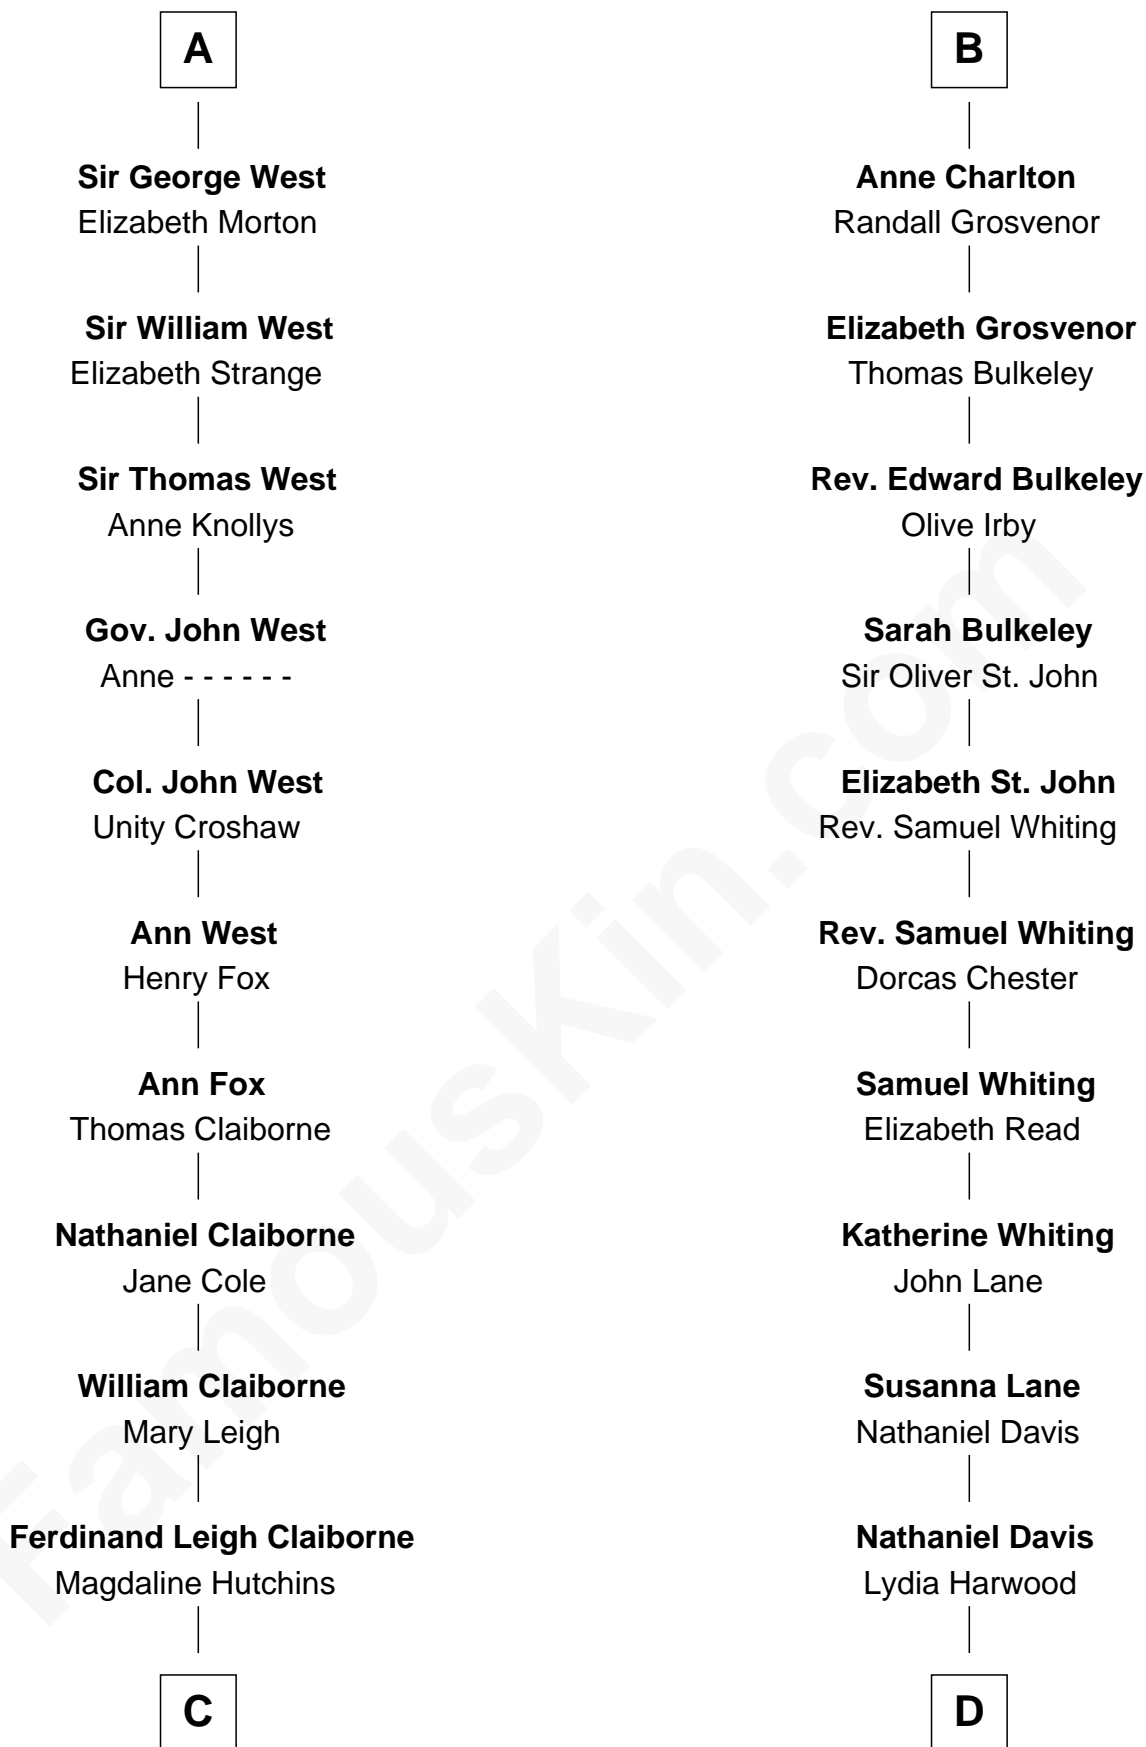 A
Sir George West
Elizabeth Morton
Sir William West
Elizabeth Strange
Sir Thomas West
Anne Knollys
Gov. John West
Anne - - - - - -
Col. John West
Unity Croshaw
Ann West
Henry Fox
Ann Fox
Thomas Claiborne
Nathaniel Claiborne
Jane Cole
William Claiborne
Mary Leigh
Ferdinand Leigh Claiborne
Magdaline Hutchins
C
B
Anne Charlton
Randall Grosvenor
Elizabeth Grosvenor
Thomas Bulkeley
Rev. Edward Bulkeley
Olive Irby
Sarah Bulkeley
Sir Oliver St. John
Elizabeth St. John
Rev. Samuel Whiting
Rev. Samuel Whiting
Dorcas Chester
Samuel Whiting
Elizabeth Read
Katherine Whiting
John Lane
Susanna Lane
Nathaniel Davis
Nathaniel Davis
Lydia Harwood
D
FamousKin.com